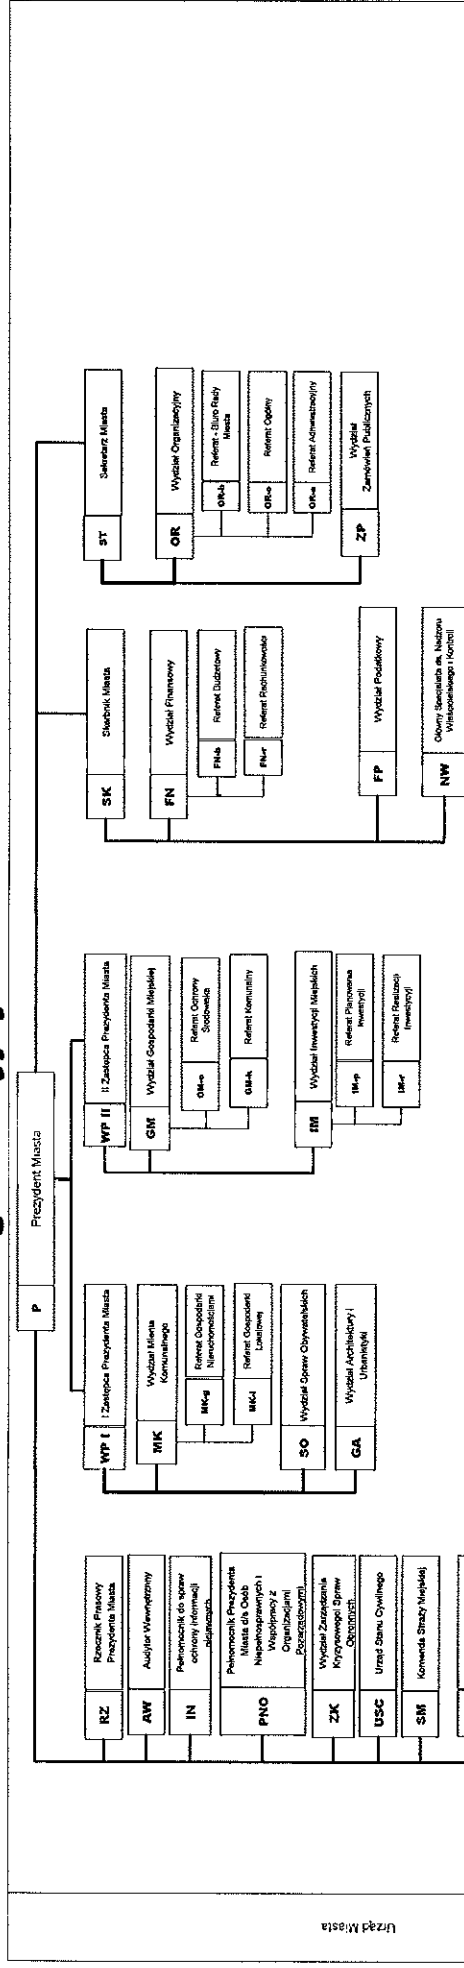 Urząd Miasta
P
Prezydent Miasta
RZ
Rzecznik Prasowy
Prezydenta Miasta
AW
Audytor Wewnętrzny
IN
Pełnomocnik do spraw
ochrony informacji
niejawnych
PNO
Pełnomocnik Prezydenta
Miasta d/s Osób
Niepełnosprawnych i
Współpracy z
Organizacjami
Pozarządowymi
ZK
Wydział Zarządzania
Kryzysowego i Spraw
Obronnych
USC
Urząd Stanu Cywilnego
SM
Komenda Straży Miejskiej
WP I
I Zastępca Prezydenta Miasta
MK
Wydział Mienia
Komunalnego
MK-g
Referat Gospodarki
Nieruchomościami
MK-l
Referat Gospodarki
Lokalowej
SO
Wydział Spraw Obywatelskich
GA
Wydział Architektury i
Urbanistyki
WP II
II Zastępca Prezydenta Miasta
GM
Wydział Gospodarki Miejskiej
GM-o
Referat Ochrony
Środowiska
GM-k
Referat Komunalny
IM
Wydział Inwestycji Miejskich
IM-p
Referat Planowania
Inwestycji
IM-r
Referat Realizacji
Inwestycji
SK
Skarbnik Miasta
FN
Wydział Finansowy
FN-b
Referat Budżetowy
FN-r
Referat Rachunkowości
FP
Wydział Podatkowy
NW
Główny Specjalista ds. Nadzoru
Właścicielskiego i Kontroli
ST
Sekretarz Miasta
OR
Wydział Organizacyjny
OR-b
Referat - Biuro Rady
Miasta
OR-o
Referat Ogólny
OR-a
Referat Administracyjny
ZP
Wydział
Zamówień Publicznych